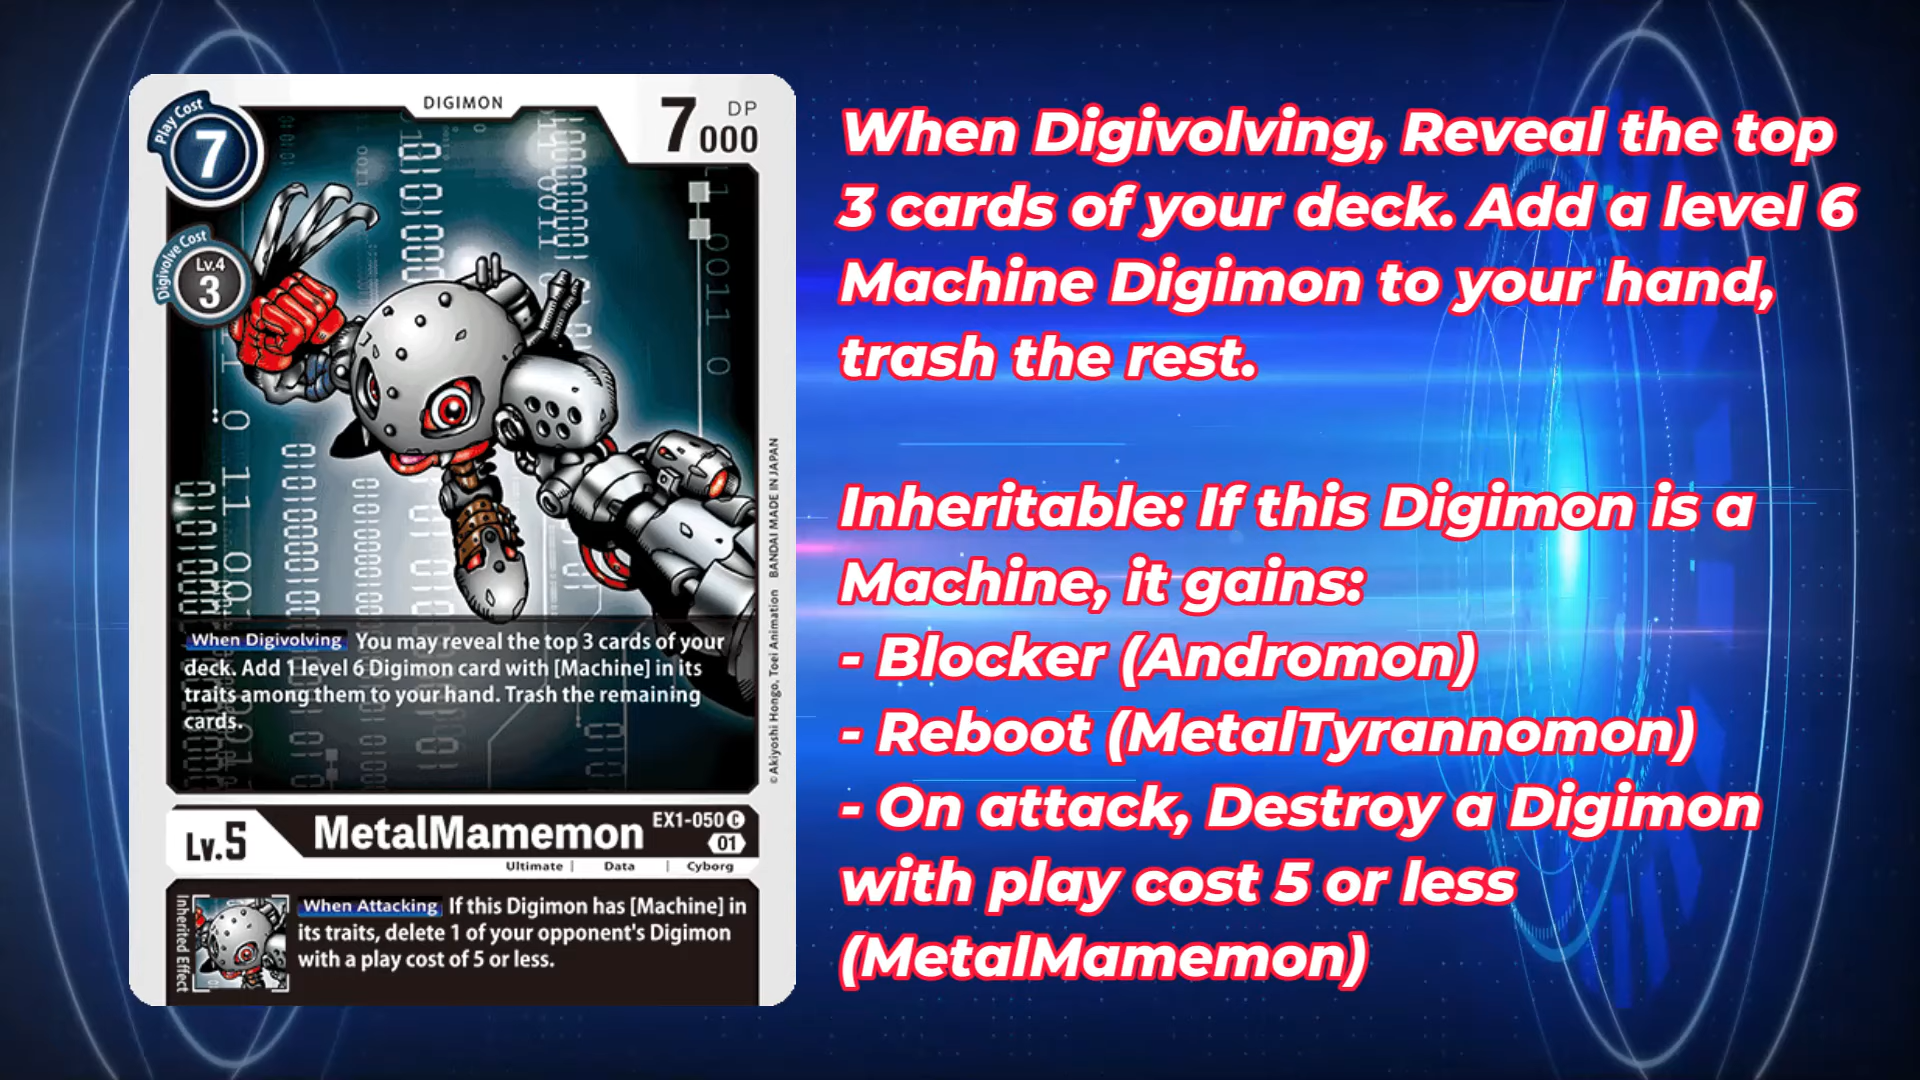 Play Cost
7
DIGIMON
7000
DP
Digivolve Cost
Lv.4
3
When Digivolving You may reveal the top 3 cards of your
deck. Add 1 level 6 Digimon card with [Machine] in its
traits among them to your hand. Trash the remaining
cards.
©Akiyoshi Hongo, Toei Animation BANDAI MADE IN JAPAN
Lv.5
MetalMamemon
EX1-050 C
01
Ultimate | Data | Cyborg
Inherited Effect
When Attacking If this Digimon has [Machine] in
its traits, delete 1 of your opponent's Digimon
with a play cost of 5 or less.
When Digivolving, Reveal the top
3 cards of your deck. Add a level 6
Machine Digimon to your hand,
trash the rest.
Inheritable: If this Digimon is a
Machine, it gains:
- Blocker (Andromon)
- Reboot (MetalTyrannomon)
- On attack, Destroy a Digimon
with play cost 5 or less
(MetalMamemon)